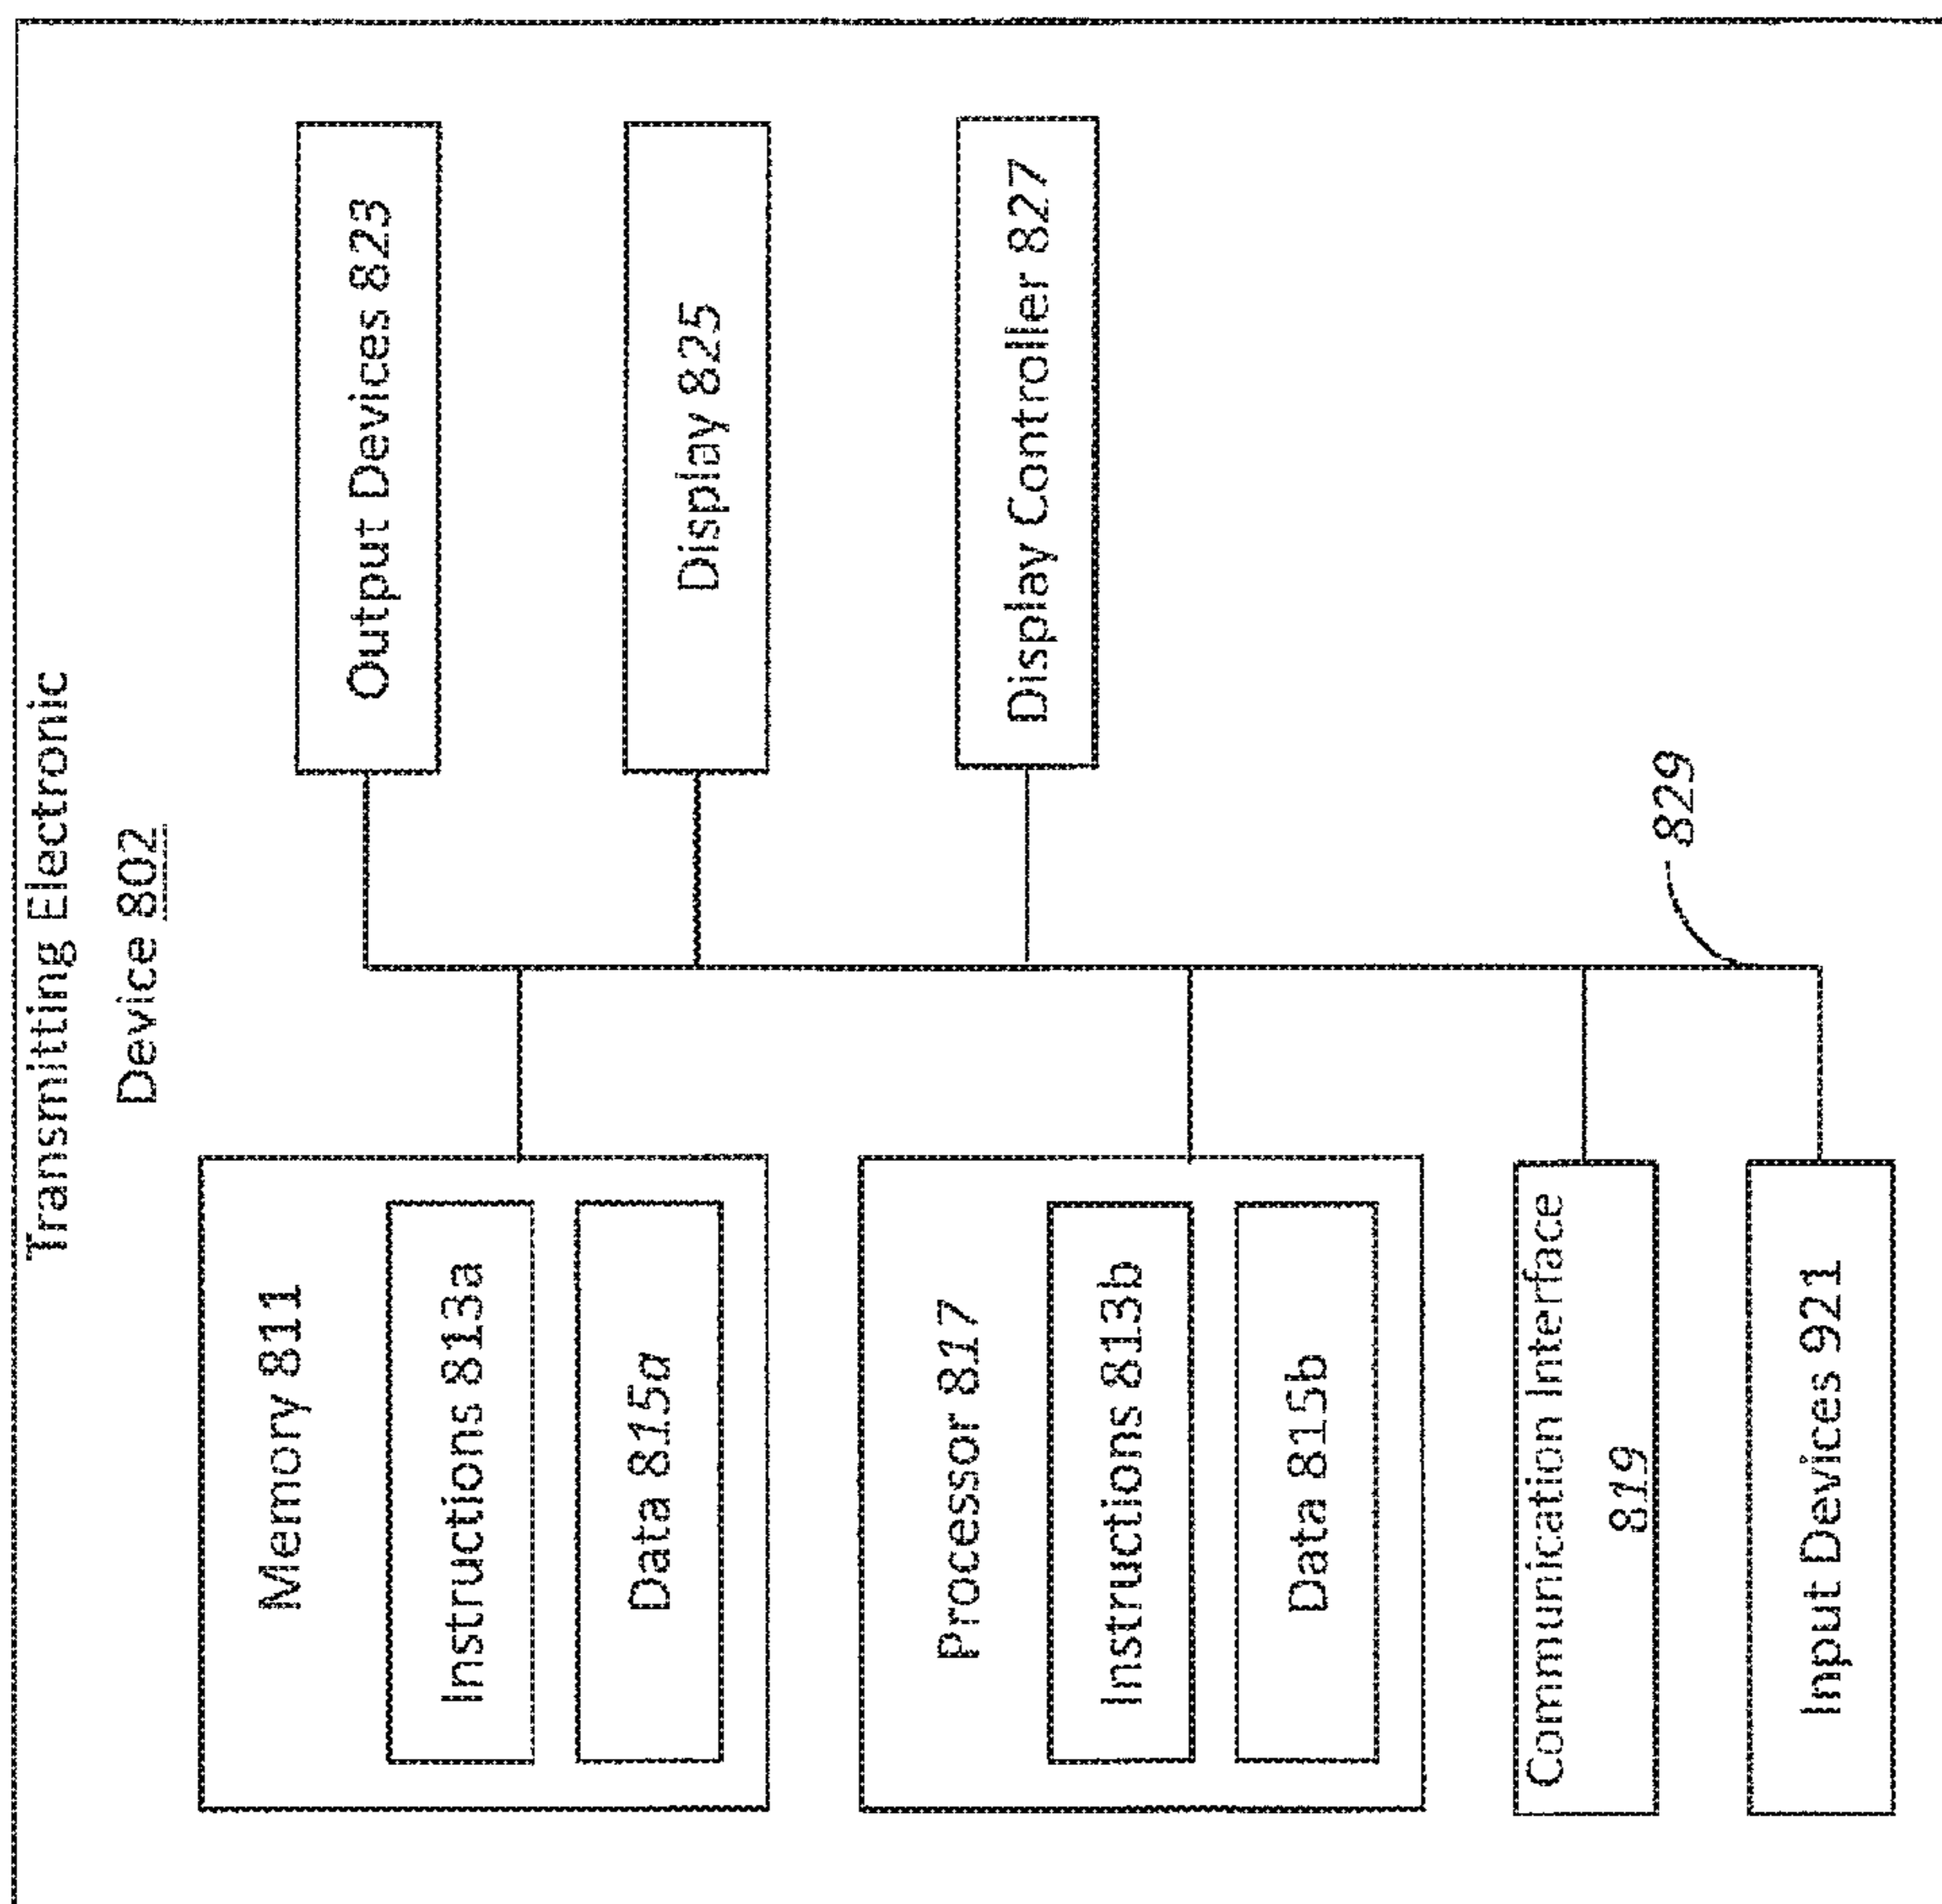 Transmitting Electronic
Device 802
Memory 811
Instructions 813a
Data 815a
Processor 817
Instructions 813b
Data 815b
Communication Interface
819
Input Devices 921
Output Devices 823
Display 825
Display Controller 827
829